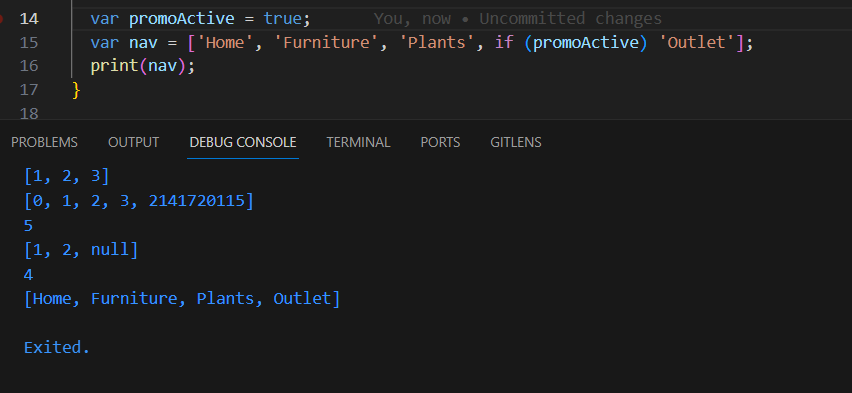 14 var promoActive = true; You, now • Uncommitted changes
15 var nav = ['Home', 'Furniture', 'Plants', if (promoActive) 'Outlet'];
16 print(nav);
17 }
18
PROBLEMS OUTPUT DEBUG CONSOLE TERMINAL PORTS GITLENS
[1, 2, 3]
[0, 1, 2, 3, 2141720115]
5
[1, 2, null]
4
[Home, Furniture, Plants, Outlet]
Exited.